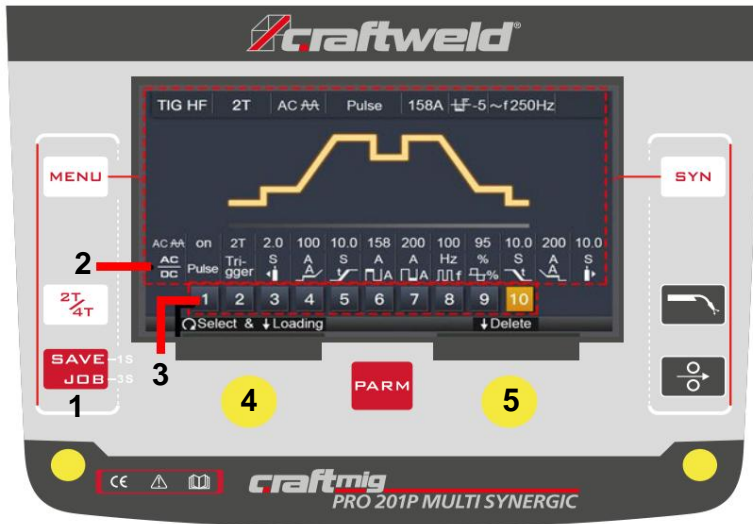 craftweld®
TIG HF 2T AC Pulse 158A -5 ~f 250Hz
MENU
SYN
AC on 2T 2.0 100 10.0 158 200 100 95 10.0 200 10.0
AC
DC Pulse Tri-
gger S A S A A Hz % S A S
A A A f % A
2
1 2 3 4 5 6 7 8 9 10
Select & ↓Loading ↓Delete
2T/4T
3
SAVE-1S
JOB-3S
1
4
PARM
5
CE
craftmig
PRO 201P MULTI SYNERGIC